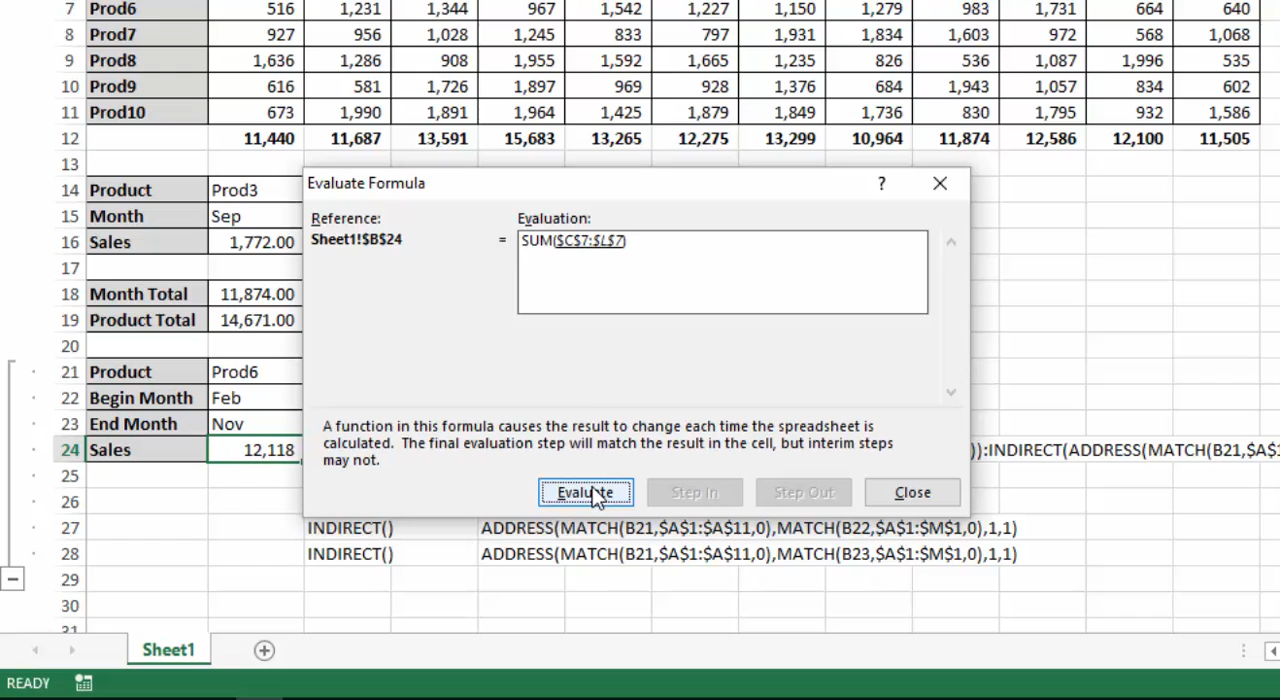 7 Prod6 516 1,231 1,344 967 1,542 1,227 1,150 1,279 983 1,731 664 640
8 Prod7 927 956 1,028 1,245 833 797 1,931 1,834 1,603 972 568 1,068
9 Prod8 1,636 1,286 908 1,955 1,592 1,665 1,235 826 536 1,087 1,996 535
10 Prod9 616 581 1,726 1,897 969 928 1,376 684 1,943 1,057 834 602
11 Prod10 673 1,990 1,891 1,964 1,425 1,879 1,849 1,736 830 1,795 932 1,586
12 11,440 11,687 13,591 15,683 13,265 12,275 13,299 10,964 11,874 12,586 12,100 11,505
13
14 Product Prod3
15 Month Sep
16 Sales 1,772.00
17
18 Month Total 11,874.00
19 Product Total 14,671.00
20
21 Product Prod6
22 Begin Month Feb
23 End Month Nov
24 Sales 12,118 )):INDIRECT(ADDRESS(MATCH(B21,$A$1
25
26
27 INDIRECT() ADDRESS(MATCH(B21,$A$1:$A$11,0),MATCH(B22,$A$1:$M$1,0),1,1)
28 INDIRECT() ADDRESS(MATCH(B21,$A$1:$A$11,0),MATCH(B23,$A$1:$M$1,0),1,1)
29
30
31
Evaluate Formula ?
Reference: Evaluation:
Sheet1!$B$24 = SUM($C$7:$L$7)
A function in this formula causes the result to change each time the spreadsheet is
calculated. The final evaluation step will match the result in the cell, but interim steps
may not.
Evaluate Step In Step Out Close
Sheet1
READY